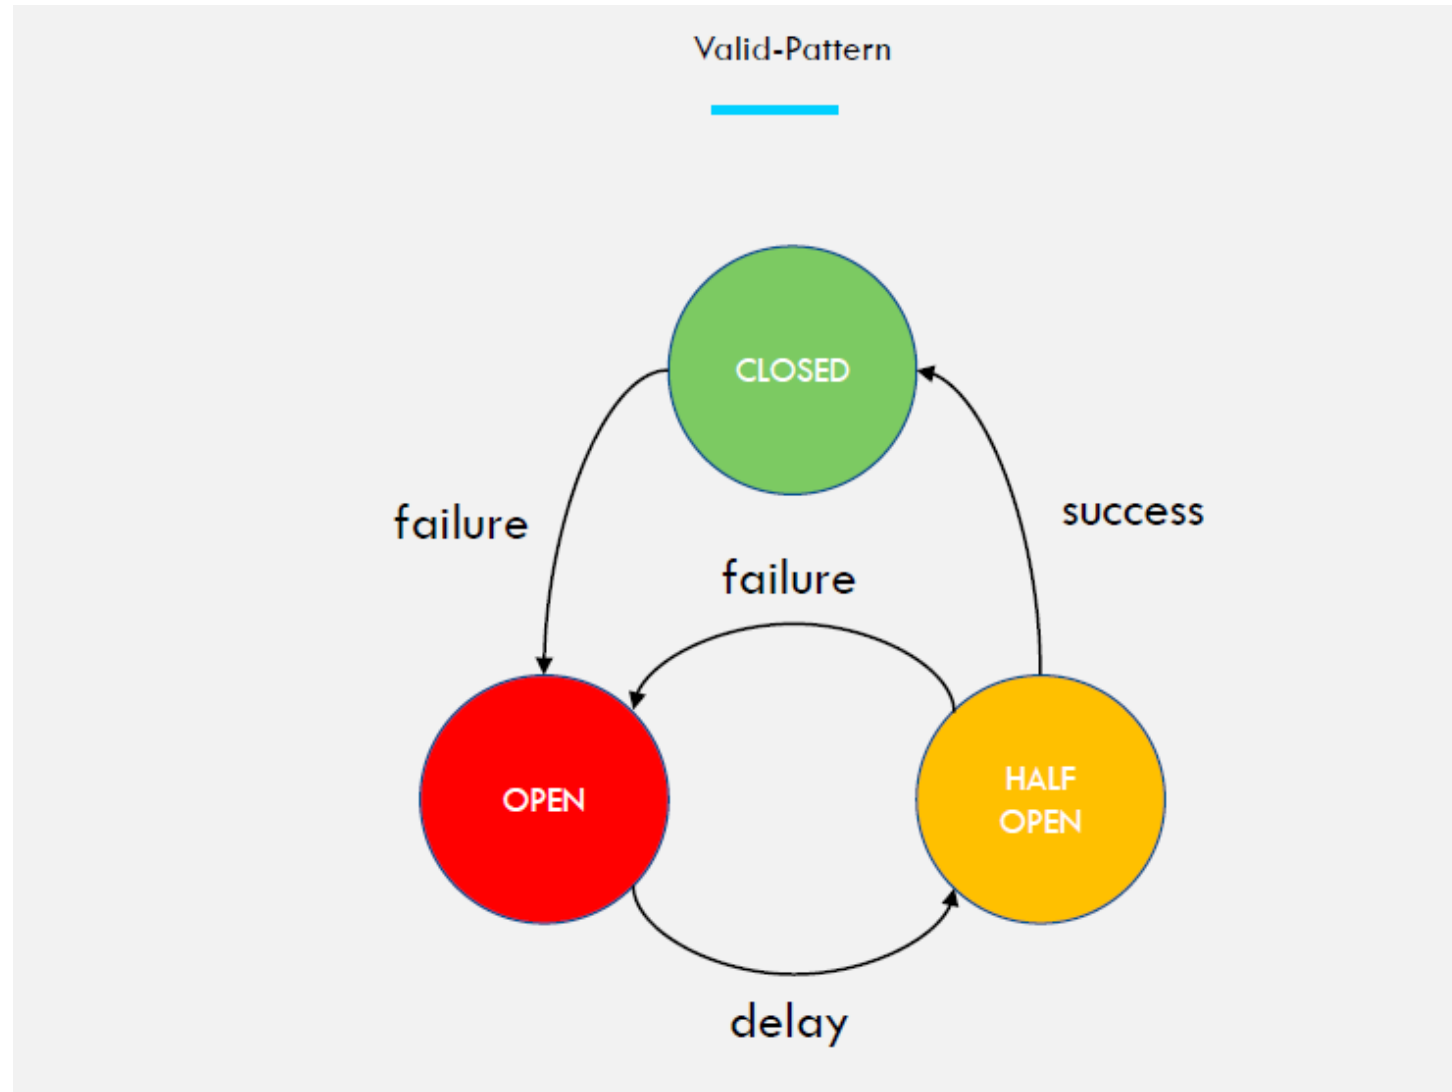 Valid-Pattern
CLOSED
failure
success
failure
OPEN
HALF
OPEN
delay